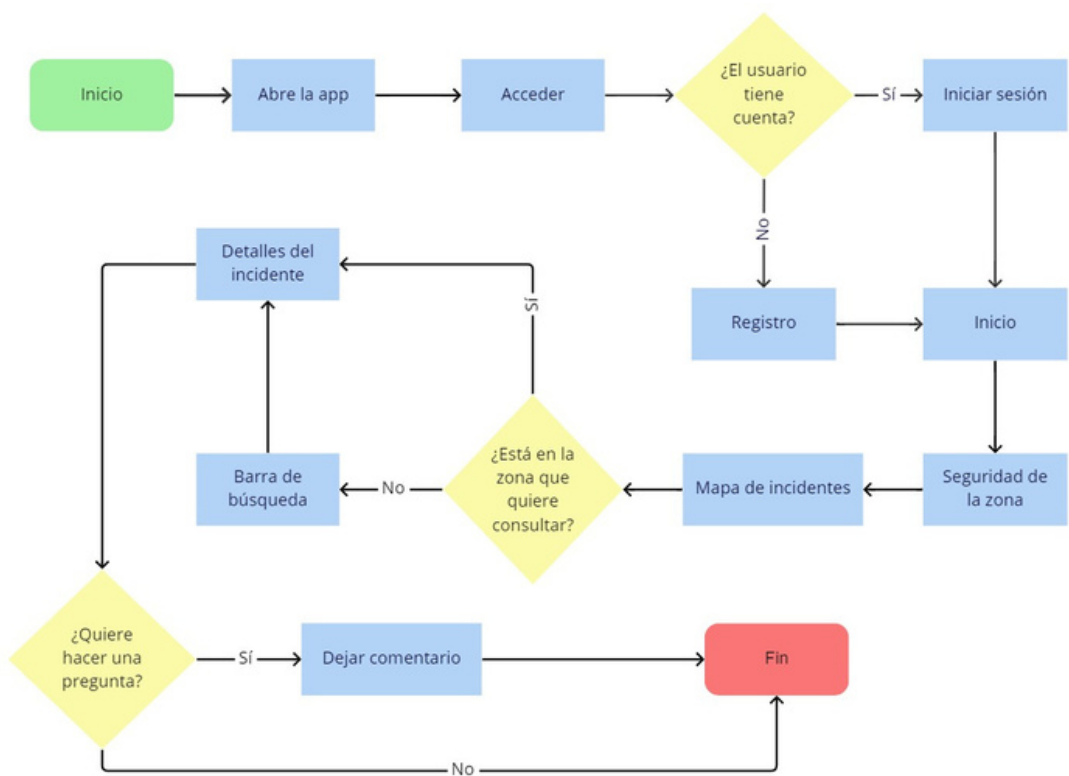 Inicio
Abre la app
Acceder
¿El usuario
tiene
cuenta?
Sí
Iniciar sesión
No
Registro
Inicio
Detalles del
incidente
Sí
Barra de
búsqueda
No
¿Está en la
zona que
quiere
consultar?
Mapa de incidentes
Seguridad de
la zona
¿Quiere
hacer una
pregunta?
Sí
Dejar comentario
Fin
No